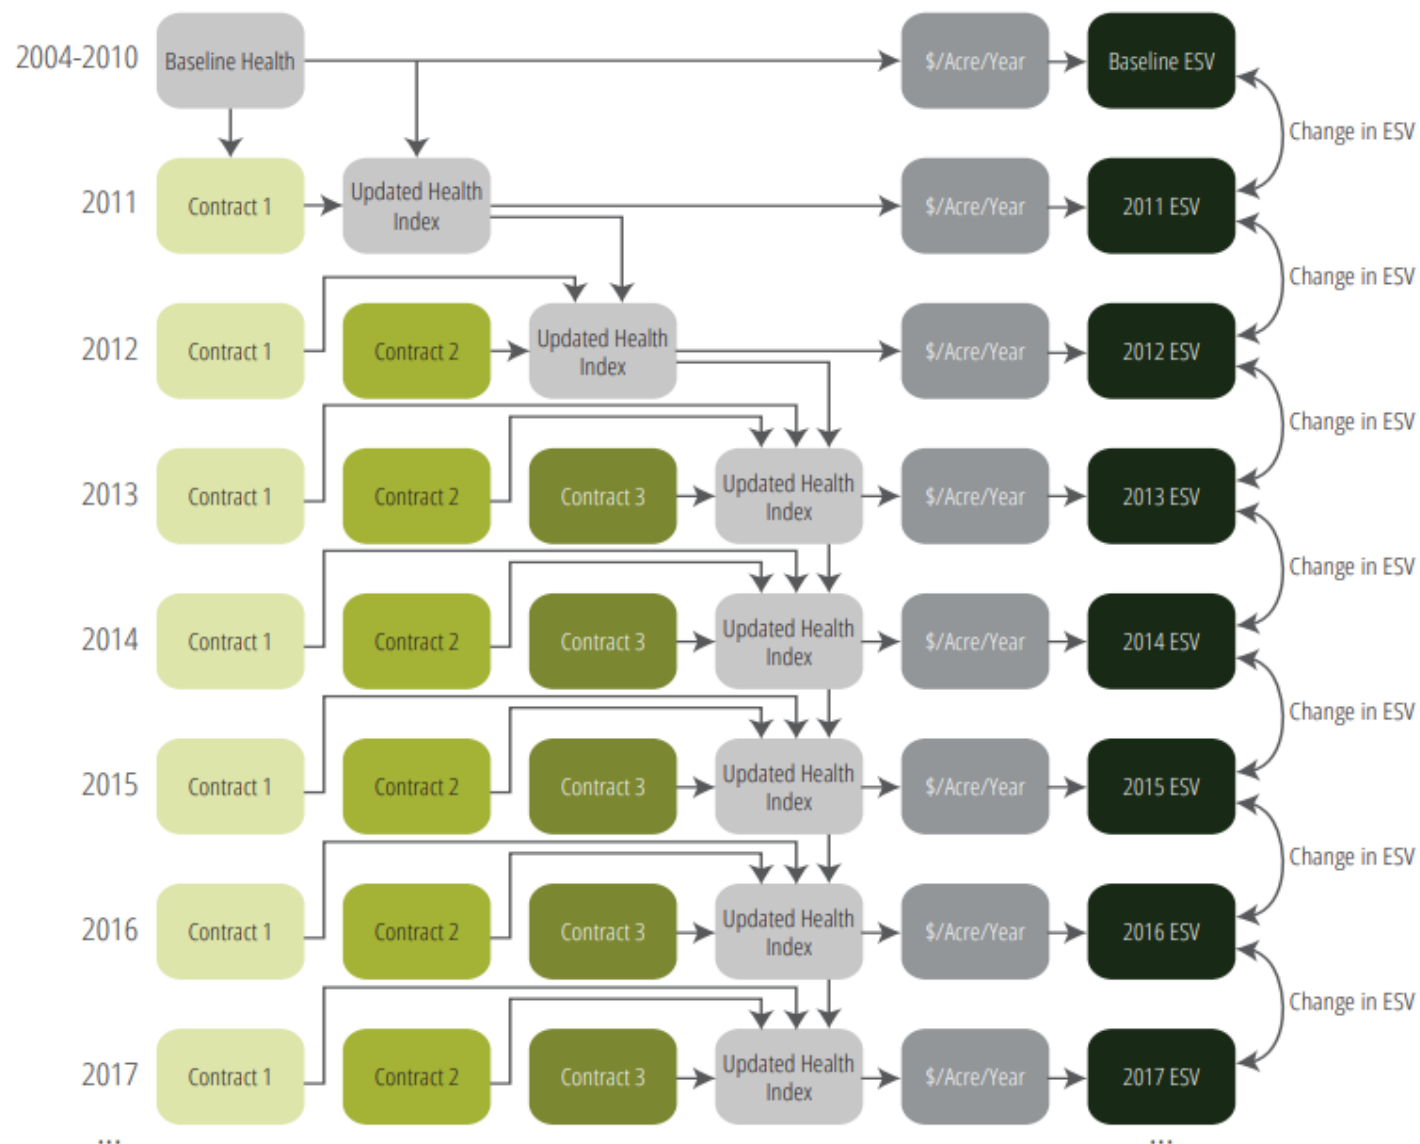 2004-2010
Baseline Health
$/Acre/Year
Baseline ESV
Change in ESV
2011
Contract 1
Updated Health
Index
$/Acre/Year
2011 ESV
Change in ESV
2012
Contract 1
Contract 2
Updated Health
Index
$/Acre/Year
2012 ESV
Change in ESV
2013
Contract 1
Contract 2
Contract 3
Updated Health
Index
$/Acre/Year
2013 ESV
Change in ESV
2014
Contract 1
Contract 2
Contract 3
Updated Health
Index
$/Acre/Year
2014 ESV
Change in ESV
2015
Contract 1
Contract 2
Contract 3
Updated Health
Index
$/Acre/Year
2015 ESV
Change in ESV
2016
Contract 1
Contract 2
Contract 3
Updated Health
Index
$/Acre/Year
2016 ESV
Change in ESV
2017
Contract 1
Contract 2
Contract 3
Updated Health
Index
$/Acre/Year
2017 ESV
...
...